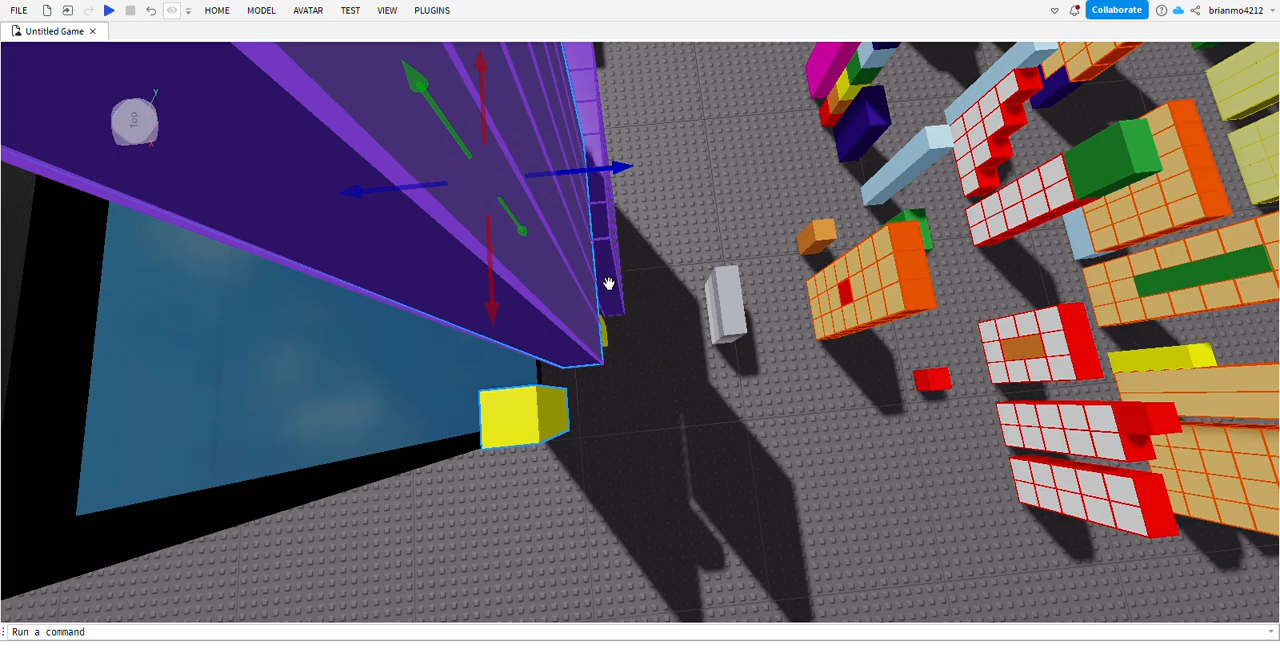 FILE HOME MODEL AVATAR TEST VIEW PLUGINS Collaborate brianmo4212
Untitled Game
y
Top
x
Run a command